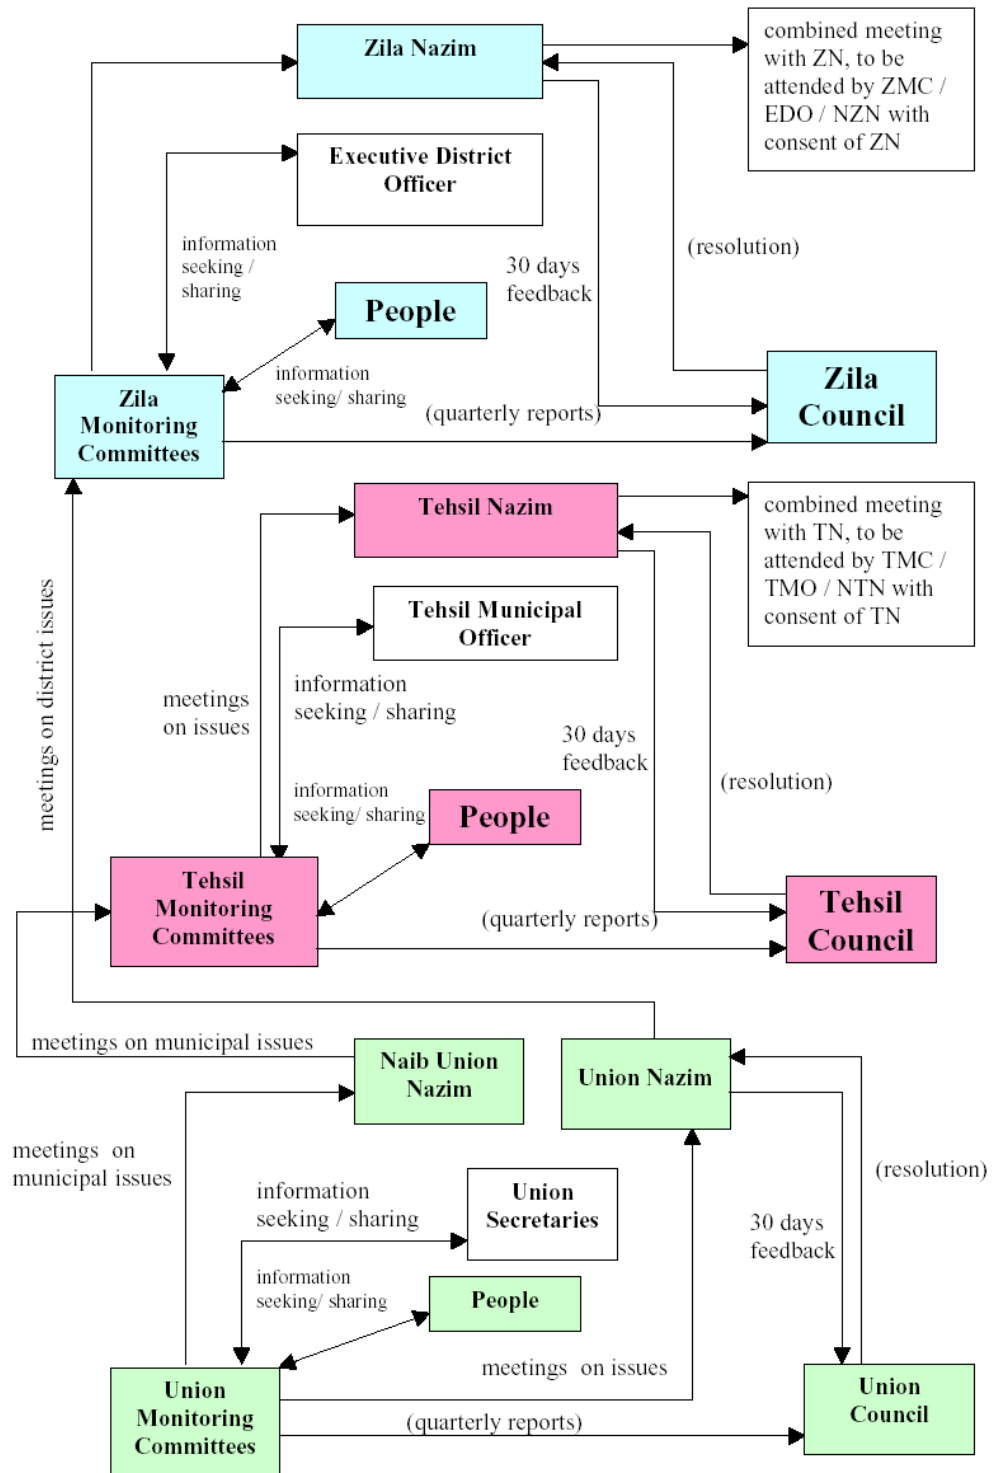 Zila Nazim
combined meeting
with ZN, to be
attended by ZMC /
EDO / NZN with
consent of ZN
Executive District
Officer
information
seeking /
sharing
30 days
feedback
(resolution)
People
information
seeking/ sharing
Zila
Monitoring
Committees
(quarterly reports)
Zila
Council
Tehsil Nazim
combined meeting
with TN, to be
attended by TMC /
TMO / NTN with
consent of TN
meetings on district issues
Tehsil Municipal
Officer
meetings
on issues
information
seeking / sharing
30 days
feedback
(resolution)
information
seeking/ sharing
People
Tehsil
Monitoring
Committees
(quarterly reports)
Tehsil
Council
meetings on municipal issues
Naib Union
Nazim
Union Nazim
meetings on
municipal issues
(resolution)
information
seeking / sharing
Union
Secretaries
30 days
feedback
information
seeking/ sharing
People
meetings on issues
Union
Monitoring
Committees
(quarterly reports)
Union
Council